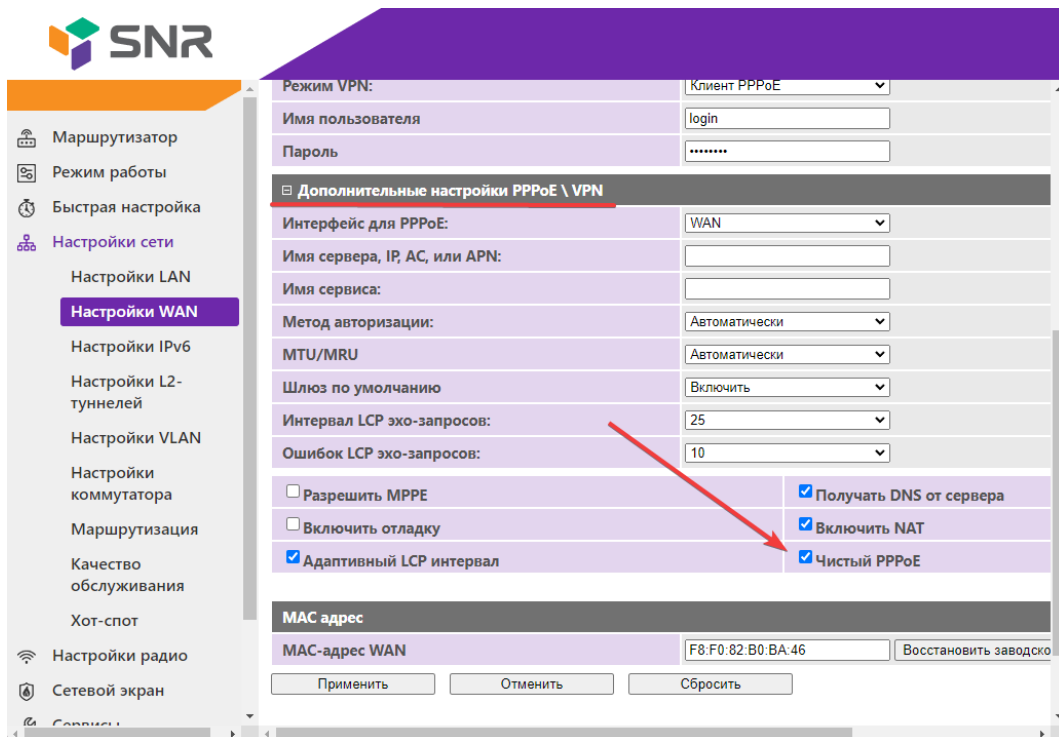 SNR
Маршрутизатор
Режим работы
Быстрая настройка
Настройки сети
Настройки LAN
Настройки WAN
Настройки IPv6
Настройки L2-
туннелей
Настройки VLAN
Настройки
коммутатора
Маршрутизация
Качество
обслуживания
Хот-спот
Настройки радио
Сетевой экран
Сервисы
Режим VPN: Клиент PPPoE
Имя пользователя login
Пароль ••••••••
Дополнительные настройки PPPoE \ VPN
Интерфейс для PPPoE: WAN
Имя сервера, IP, AC, или APN:
Имя сервиса:
Метод авторизации: Автоматически
MTU/MRU Автоматически
Шлюз по умолчанию Включить
Интервал LCP эхо-запросов: 25
Ошибок LCP эхо-запросов: 10
Разрешить MPPE Получать DNS от сервера
Включить отладку Включить NAT
Адаптивный LCP интервал Чистый PPPoE
MAC адрес
MAC-адрес WAN F8:F0:82:B0:BA:46 Восстановить заводско
Применить Отменить Сбросить